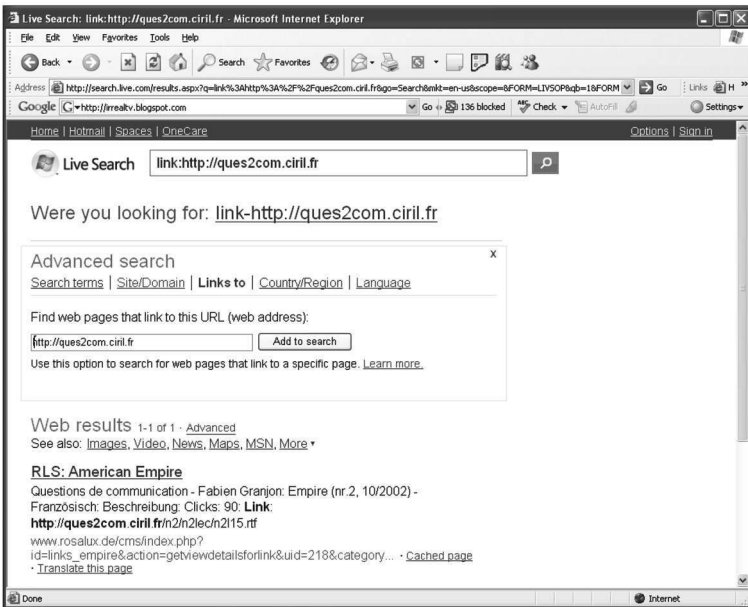 Live Search: link:http://ques2com.ciril.fr - Microsoft Internet Explorer
File Edit View Favorites Tools Help
Back Search Favorites
Address http://search.live.com/results.aspx?q=link%3Ahttp%3A%2F%2Fques2com.ciril.fr&go=Search&mkt=en-us&scope=&FORM=LIVSOP&qb=1&FORM Go Links H »
Google G http://irrealtv.blogspot.com Go 136 blocked Check AutoFill Settings
Home | Hotmail | Spaces | OneCare Options | Sign in
Live Search link:http://ques2com.ciril.fr
Were you looking for: link-http://ques2com.ciril.fr
Advanced search X
Search terms | Site/Domain | Links to | Country/Region | Language
Find web pages that link to this URL (web address):
http://ques2com.ciril.fr Add to search
Use this option to search for web pages that link to a specific page. Learn more.
Web results 1-1 of 1 · Advanced
See also: Images, Video, News, Maps, MSN, More
RLS: American Empire
Questions de communication - Fabien Granjon: Empire (nr.2, 10/2002) -
Französisch: Beschreibung: Clicks: 90: Link:
http://ques2com.ciril.fr/n2/n2lec/n2l15.rtf
www.rosalux.de/cms/index.php?
id=links_empire&action=getviewdetailsforlink&uid=218&category... · Cached page
· Translate this page
Done Internet